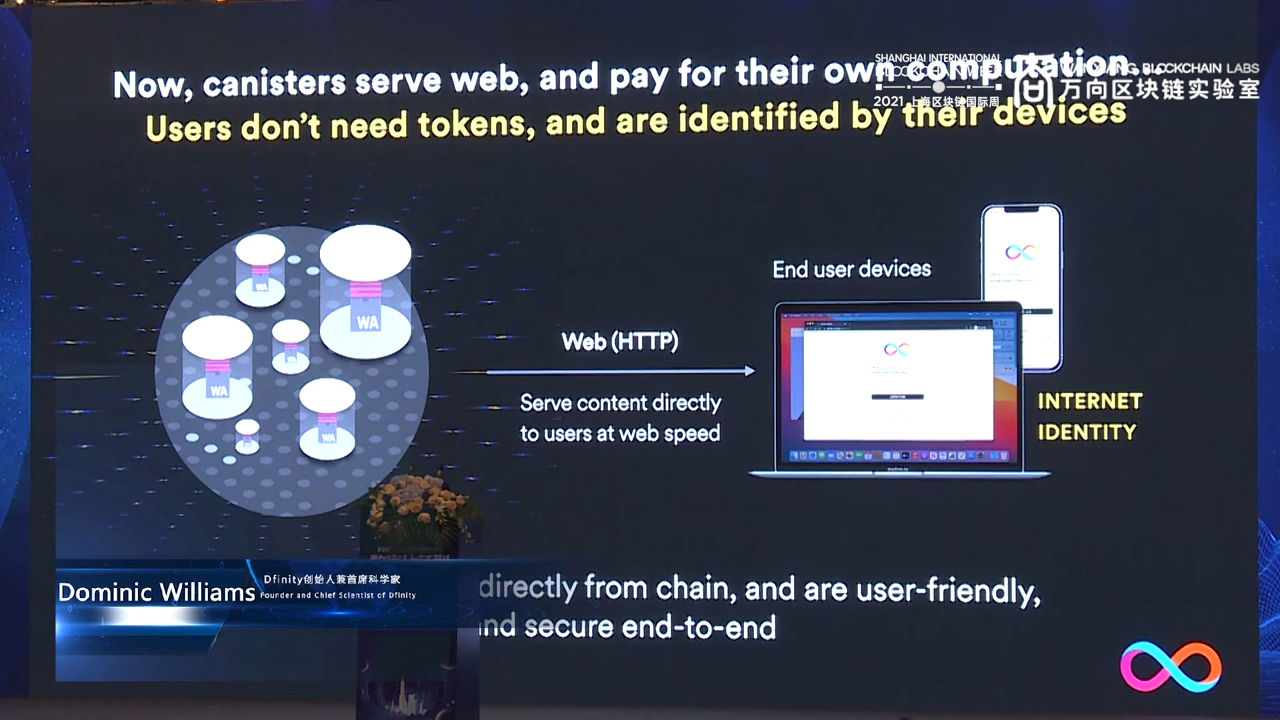 Now, canisters serve web, and pay for their own computation.
Users don't need tokens, and are identified by their devices
SHANGHAI INTERNATIONAL
BLOCKCHAIN WEEK
2021 上海区块链国际周
BLOCKCHAIN LABS
万向区块链实验室
End user devices
WA
WA
WA
WA
WA
WA
Web (HTTP)
Serve content directly
to users at web speed
INTERNET
IDENTITY
directly from chain, and are user-friendly,
and secure end-to-end
Dominic Williams
Dfinity创始人兼首席科学家
Founder and Chief Scientist of Dfinity